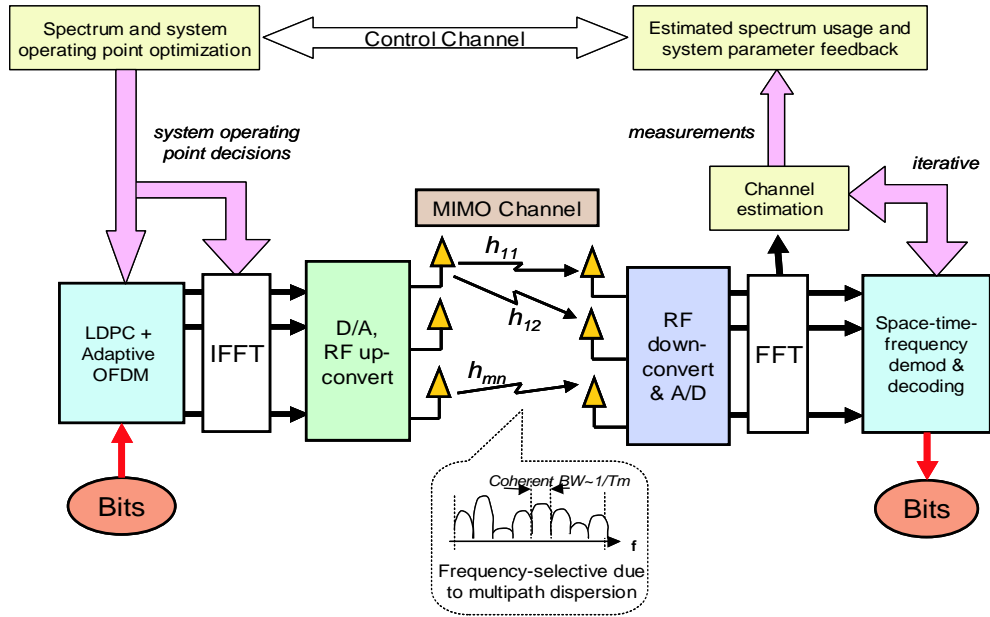 Spectrum and system
operating point optimization
Control Channel
Estimated spectrum usage and
system parameter feedback
system operating
point decisions
measurements
iterative
Channel
estimation
MIMO Channel
h11
h12
hmn
LDPC +
Adaptive
OFDM
IFFT
D/A,
RF up-
convert
RF
down-
convert
& A/D
FFT
Space-time-
frequency
demod &
decoding
Bits
Bits
Coherent BW~1/Tm
f
Frequency-selective due
to multipath dispersion